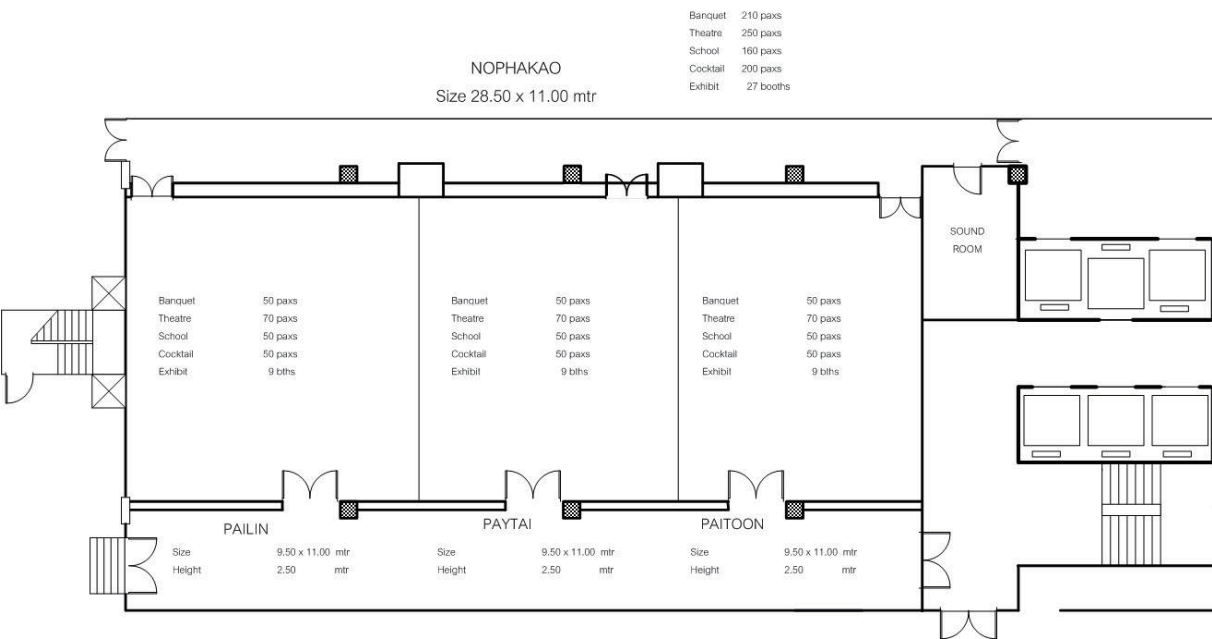 Banquet 210 paxs
Theatre 250 paxs
School 160 paxs
Cocktail 200 paxs
Exhibit 27 booths
NOPHAKAO
Size 28.50 x 11.00 mtr
SOUND
ROOM
Banquet 50 paxs
Theatre 70 paxs
School 50 paxs
Cocktail 50 paxs
Exhibit 9 bths
Banquet 50 paxs
Theatre 70 paxs
School 50 paxs
Cocktail 50 paxs
Exhibit 9 bths
Banquet 50 paxs
Theatre 70 paxs
School 50 paxs
Cocktail 50 paxs
Exhibit 9 bths
PAILIN
Size 9.50 x 11.00 mtr
Height 2.50 mtr
PAYTAI
Size 9.50 x 11.00 mtr
Height 2.50 mtr
PAITOON
Size 9.50 x 11.00 mtr
Height 2.50 mtr